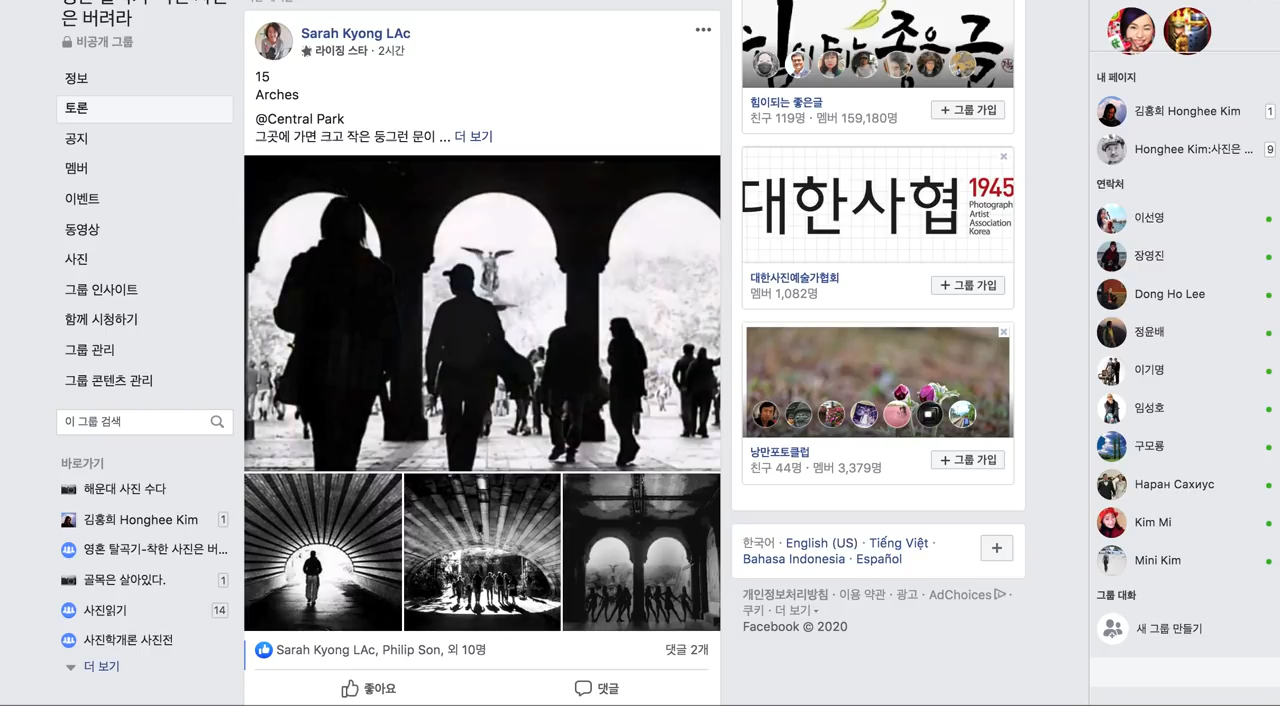 은 버려라
비공개 그룹
정보
토론
공지
멤버
이벤트
동영상
사진
그룹 인사이트
함께 시청하기
그룹 관리
그룹 콘텐츠 관리
이 그룹 검색
바로가기
해운대 사진 수다
김홍희 Honghee Kim 1
영혼 탈곡기-착한 사진은 버...
골목은 살아있다. 1
사진읽기 14
사진학개론 사진전
더 보기
Sarah Kyong LAc
라이징 스타 · 2시간
15
Arches
@Central Park
그곳에 가면 크고 작은 둥그런 문이 ... 더 보기
Sarah Kyong LAc, Philip Son, 외 10명
댓글 2개
좋아요
댓글
힘이되는 좋은글
힘이되는 좋은글
친구 119명 · 멤버 159,180명
+ 그룹 가입
대한사협
1945
Photograph
Artist
Association
Korea
대한사진예술가협회
멤버 1,082명
+ 그룹 가입
낭만포토클럽
친구 44명 · 멤버 3,379명
+ 그룹 가입
한국어 · English (US) · Tiếng Việt ·
Bahasa Indonesia · Español
개인정보처리방침 · 이용 약관 · 광고 · AdChoices ·
쿠키 · 더 보기
Facebook © 2020
내 페이지
김홍희 Honghee Kim 1
Honghee Kim:사진은 ... 9
연락처
이선영
장영진
Dong Ho Lee
정윤배
이기명
임성호
구모룡
Наран Сахиус
Kim Mi
Mini Kim
그룹 대화
새 그룹 만들기